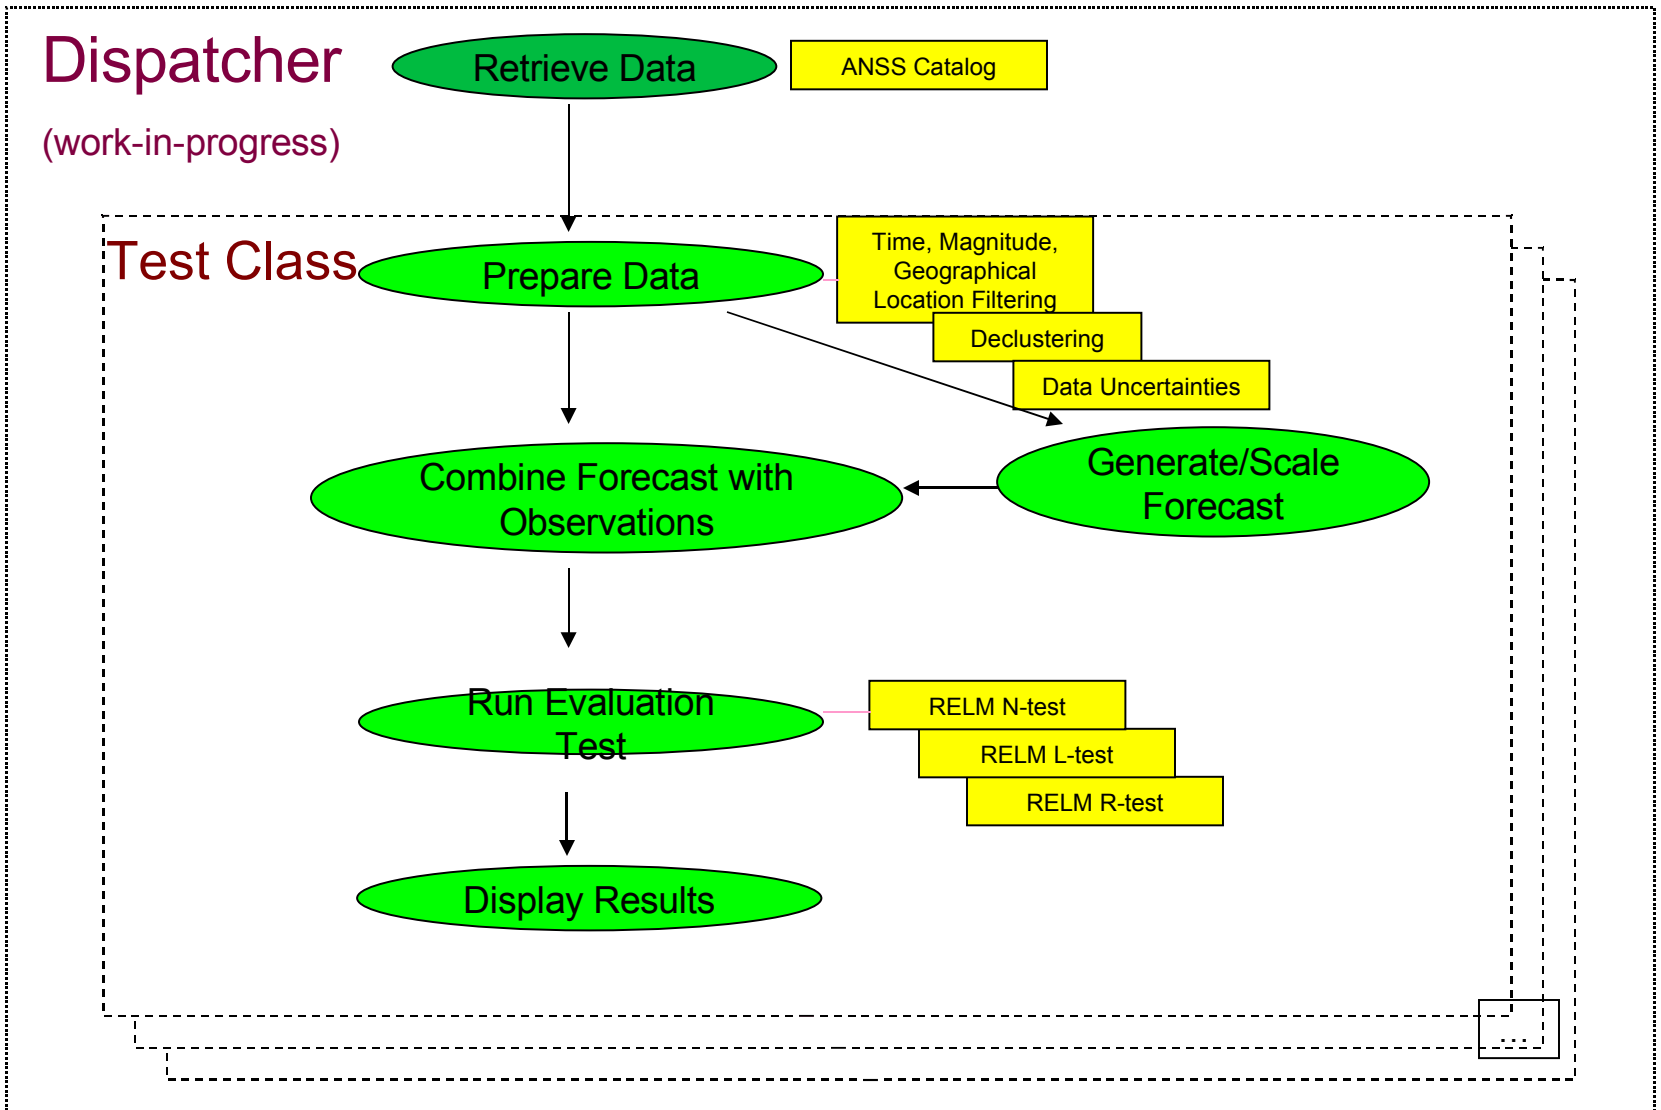 Dispatcher
(work-in-progress)
Retrieve Data
ANSS Catalog
Test Class
Prepare Data
Time, Magnitude,
Geographical
Location Filtering
Declustering
Data Uncertainties
Combine Forecast with
Observations
Generate/Scale
Forecast
Run Evaluation
Test
RELM N-test
RELM L-test
RELM R-test
Display Results
...